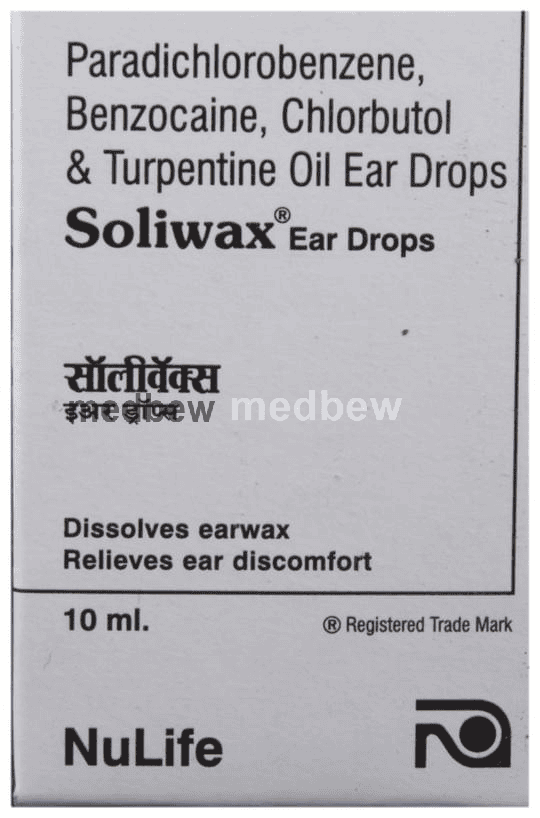 Paradichlorobenzene,
Benzocaine, Chlorbutol
& Turpentine Oil Ear Drops
Soliwax® Ear Drops
सॉलीवॅक्स
इअर ड्रॉप्स
medbew medbew
Dissolves earwax
Relieves ear discomfort
10 ml.
® Registered Trade Mark
NuLife